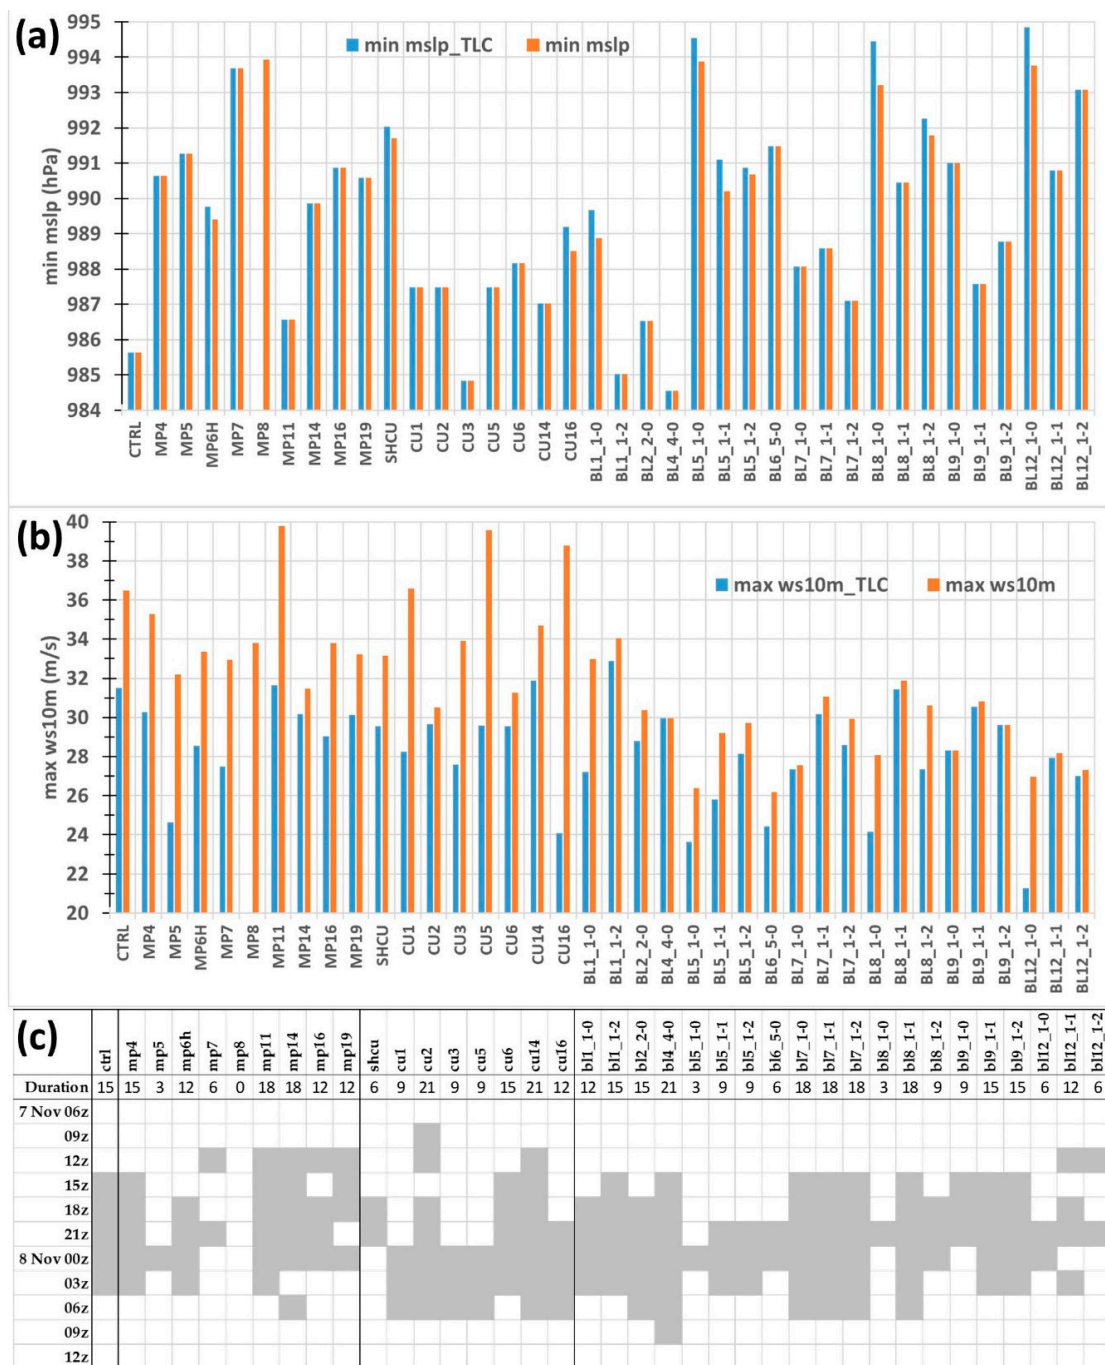 (a)
min mslp_TLC min mslp
min mslp (hPa)
995
994
993
992
991
990
989
988
987
986
985
984
CTRL MP4 MP5 MP6H MP7 MP8 MP11 MP14 MP16 MP19 SHCU CU1 CU2 CU3 CU5 CU6 CU14 CU16 BL1_1-0 BL1_1-2 BL2_2-0 BL4_4-0 BL5_1-0 BL5_1-1 BL5_1-2 BL6_5-0 BL7_1-0 BL7_1-1 BL7_1-2 BL8_1-0 BL8_1-1 BL8_1-2 BL9_1-0 BL9_1-1 BL9_1-2 BL12_1-0 BL12_1-1 BL12_1-2
(b)
max ws10m_TLC max ws10m
max ws10m (m/s)
40
38
36
34
32
30
28
26
24
22
20
CTRL MP4 MP5 MP6H MP7 MP8 MP11 MP14 MP16 MP19 SHCU CU1 CU2 CU3 CU5 CU6 CU14 CU16 BL1_1-0 BL1_1-2 BL2_2-0 BL4_4-0 BL5_1-0 BL5_1-1 BL5_1-2 BL6_5-0 BL7_1-0 BL7_1-1 BL7_1-2 BL8_1-0 BL8_1-1 BL8_1-2 BL9_1-0 BL9_1-1 BL9_1-2 BL12_1-0 BL12_1-1 BL12_1-2
(c)
ctrl mp4 mp5 mp6h mp7 mp8 mp11 mp14 mp16 mp19 shcu cu1 cu2 cu3 cu5 cu6 cu14 cu16 bl1_1-0 bl1_1-2 bl2_2-0 bl4_4-0 bl5_1-0 bl5_1-1 bl5_1-2 bl6_5-0 bl7_1-0 bl7_1-1 bl7_1-2 bl8_1-0 bl8_1-1 bl8_1-2 bl9_1-0 bl9_1-1 bl9_1-2 bl12_1-0 bl12_1-1 bl12_1-2
Duration 15 15 3 12 6 0 18 18 12 12 6 9 21 9 9 15 21 12 12 15 15 21 3 9 9 6 18 18 18 3 18 9 9 15 15 6 12 6
7 Nov 06z
09z
12z
15z
18z
21z
8 Nov 00z
03z
06z
09z
12z